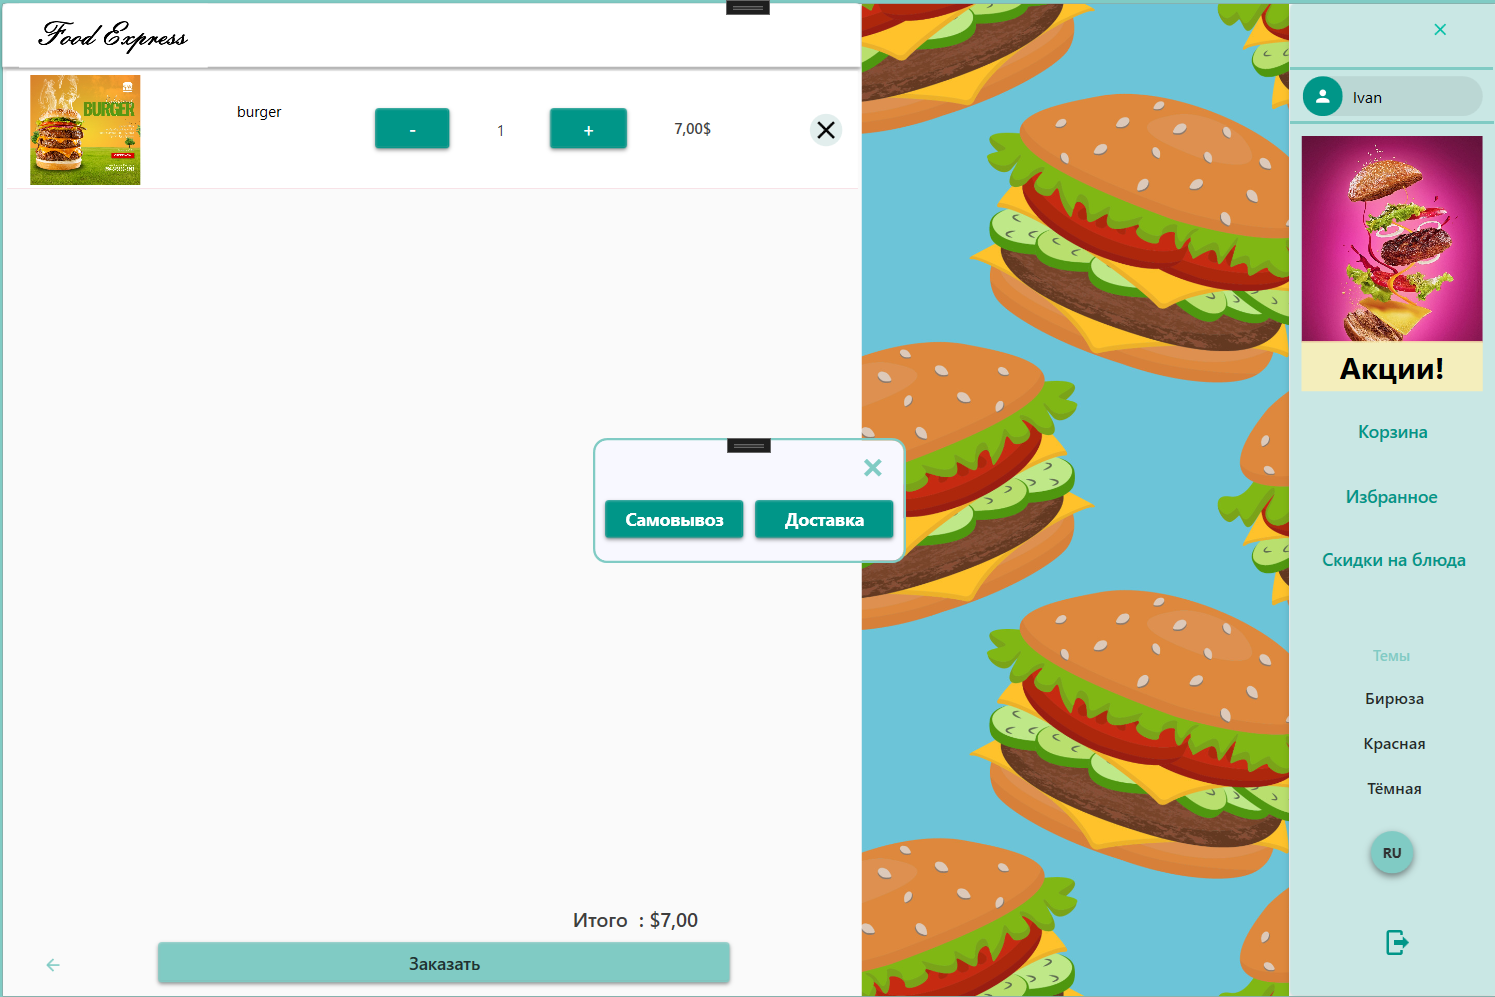 Food Express
Ivan
BURGER
burger
-
1
+
7,00$
Акции!
Корзина
Избранное
Самовывоз
Доставка
Скидки на блюда
Темы
Бирюза
Красная
Тёмная
RU
Итого : $7,00
Заказать